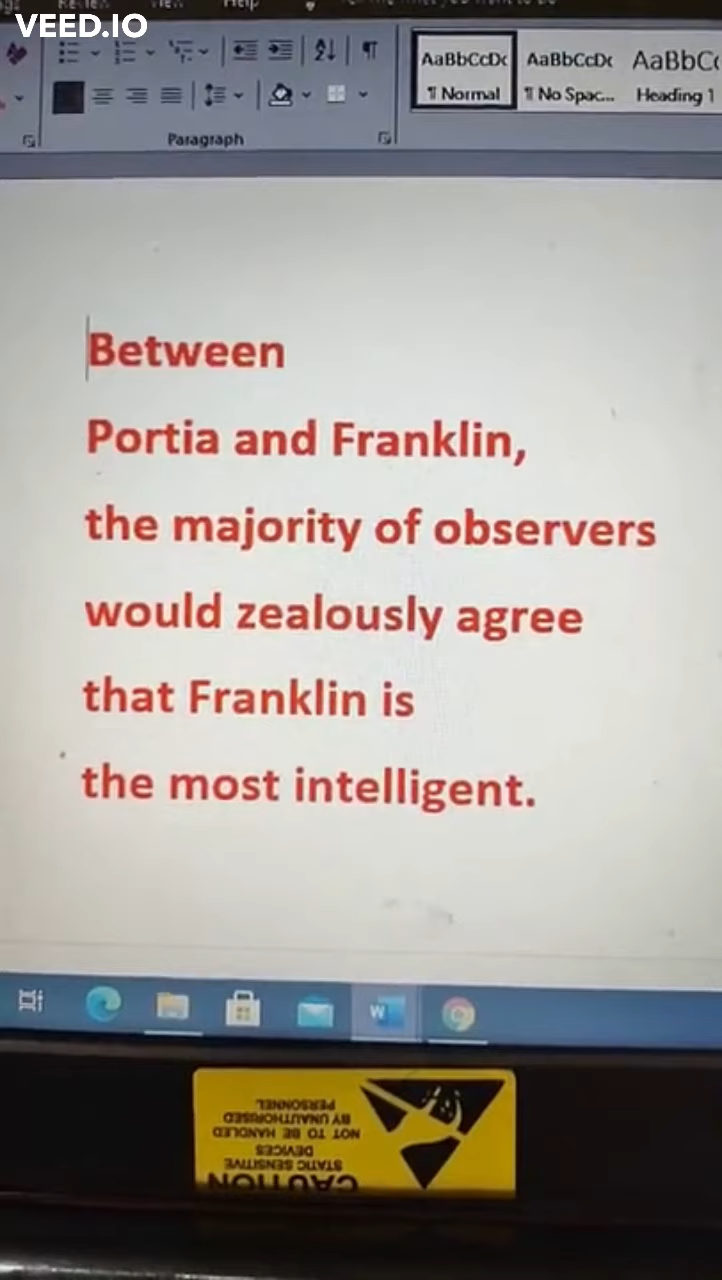 VEED.IO
Help
AaBbCcDc AaBbCcDc AaBbCc
¶ Normal ¶ No Spac... Heading 1
Paragraph
Between
Portia and Franklin,
the majority of observers
would zealously agree
that Franklin is
the most intelligent.
W
CAUTION
STATIC SENSITIVE
DEVICES
NOT TO BE HANDLED
BY UNAUTHORISED
PERSONNEL